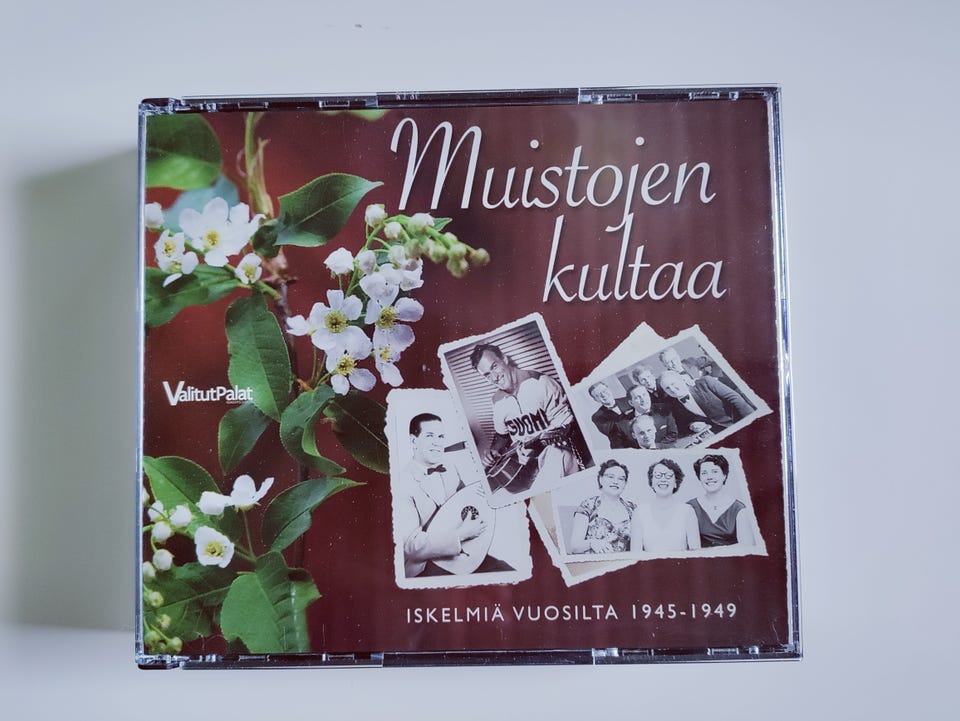 Muistojen
kultaa
ValitutPalat
SUOMI
ISKELMIÄ VUOSILTA 1945-1949